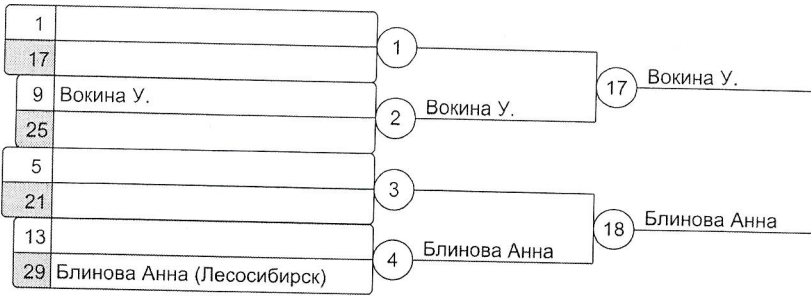 1
17
1
9 Вокина У.
25
2 Вокина У.
17 Вокина У.
5
21
3
13
29 Блинова Анна (Лесосибирск)
4 Блинова Анна
18 Блинова Анна